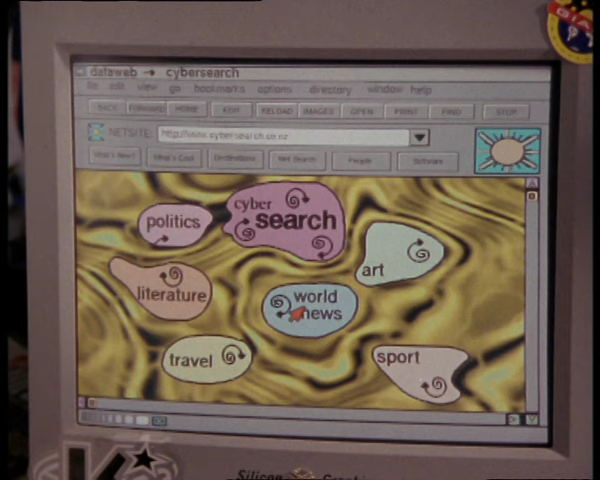 dataweb → cybersearch
file edit view go bookmarks options directory window help
BACK FORWARD HOME EDIT RELOAD IMAGES OPEN PRINT FIND STOP
NETSITE: http://www.cybersearch.co.nz
What's New? What's Cool Destinations Net Search People Software
cyber
search
politics
art
literature
world
news
travel
sport